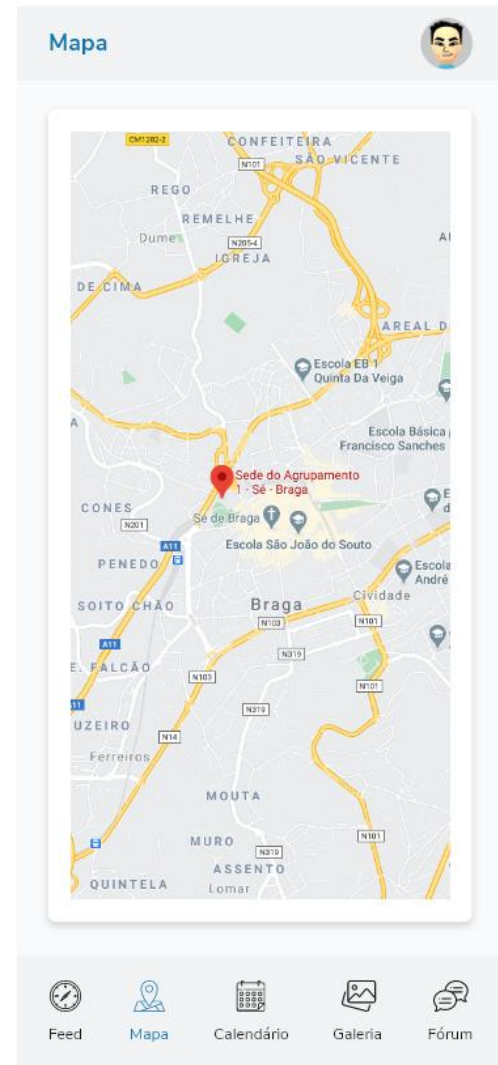 Mapa
CM1282-2
CONFEITEIRA
N101
SÃO VICENTE
REGO
REMELHE
Dume
N205-4
IGREJA
DE CIMA
AREAL D
Escola EB 1
Quinta Da Veiga
Escola Básica
Francisco Sanches
Sede do Agrupamento
1 - Sé - Braga
CONES
N201
Sé de Braga
A11
Escola São João do Souto
PENEDO
Escola
André
SOITO CHÃO
Braga
Cividade
N103
N101
A11
N319
E. FALCÃO
N103
N101
11
N319
UZEIRO
N14
Ferreiros
MOUTA
MURO
N101
N319
ASSENTO
QUINTELA
Lomar
Feed
Mapa
Calendário
Galeria
Fórum